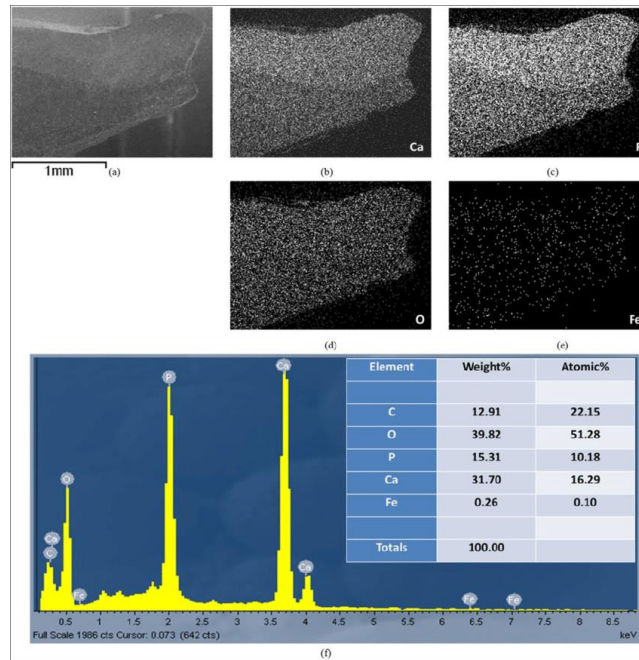 Ca
P
1mm
(a)
(b)
(c)
O
Fe
(d)
(e)
Element Weight% Atomic%
C 12.91 22.15
O 39.82 51.28
P 15.31 10.18
Ca 31.70 16.29
Fe 0.26 0.10
Totals 100.00
Ca
P
O
Ca
C
Fe
Ca
Fe
Fe
0.5 1 1.5 2 2.5 3 3.5 4 4.5 5 5.5 6 6.5 7 7.5 8 8.5
Full Scale 1986 cts Cursor: 0.073 (642 cts)
keV
(f)